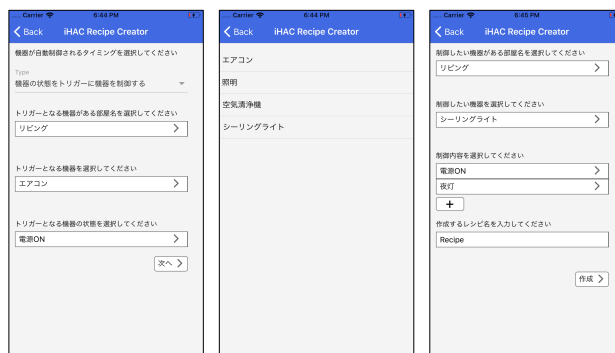 Carrier 6:44 PM
Back iHAC Recipe Creator
機器が自動制御されるタイミングを選択してください
Type
機器の状態をトリガーに機器を制御する
トリガーとなる機器がある部屋名を選択してください
リビング
トリガーとなる機器を選択してください
エアコン
トリガーとなる機器の状態を選択してください
電源ON
次へ
Carrier 6:44 PM
Back iHAC Recipe Creator
エアコン
照明
空気清浄機
シーリングライト
Carrier 6:45 PM
Back iHAC Recipe Creator
制御したい機器がある部屋名を選択してください
リビング
制御したい機器を選択してください
シーリングライト
制御内容を選択してください
電源ON
夜灯
+
作成するレシピ名を入力してください
Recipe
作成